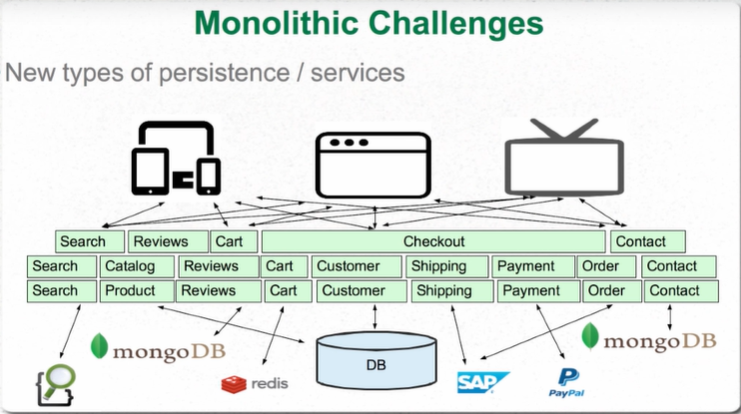 Monolithic Challenges
New types of persistence / services
Search Reviews Cart Checkout Contact
Search Catalog Reviews Cart Customer Shipping Payment Order Contact
Search Product Reviews Cart Customer Shipping Payment Order Contact
mongoDB
mongoDB
DB
redis
SAP
PayPal